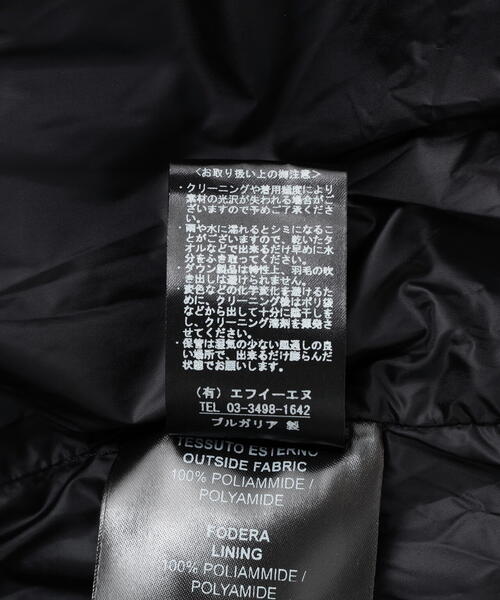 ＜お取り扱い上の御注意＞
・クリーニングや着用頻度により
素材の光沢が失われる場合がご
ざいますので予めご了承くださ
い。
・雨や水に濡れるとシミになるこ
とがございますので、乾いたタ
オルなどで出来るだけ早めに水
分をふき取ってください。
・ダウン製品は特性上、羽毛の吹
き出しは避けられません。
・変色などの化学変化を避けるた
めに、クリーニング後はポリ袋
などから出して十分に陰干しを
し、クリーニング溶剤を揮発さ
せてください。
・保管は湿気の少ない風通しの良
い場所で、出来るだけ膨らんだ
状態でお願いします。
（有）エフイーエヌ
TEL 03-3498-1642
ブルガリア 製
TESSUTO ESTERNO
OUTSIDE FABRIC
100% POLIAMMIDE /
POLYAMIDE
FODERA
LINING
100% POLIAMMIDE /
POLYAMIDE